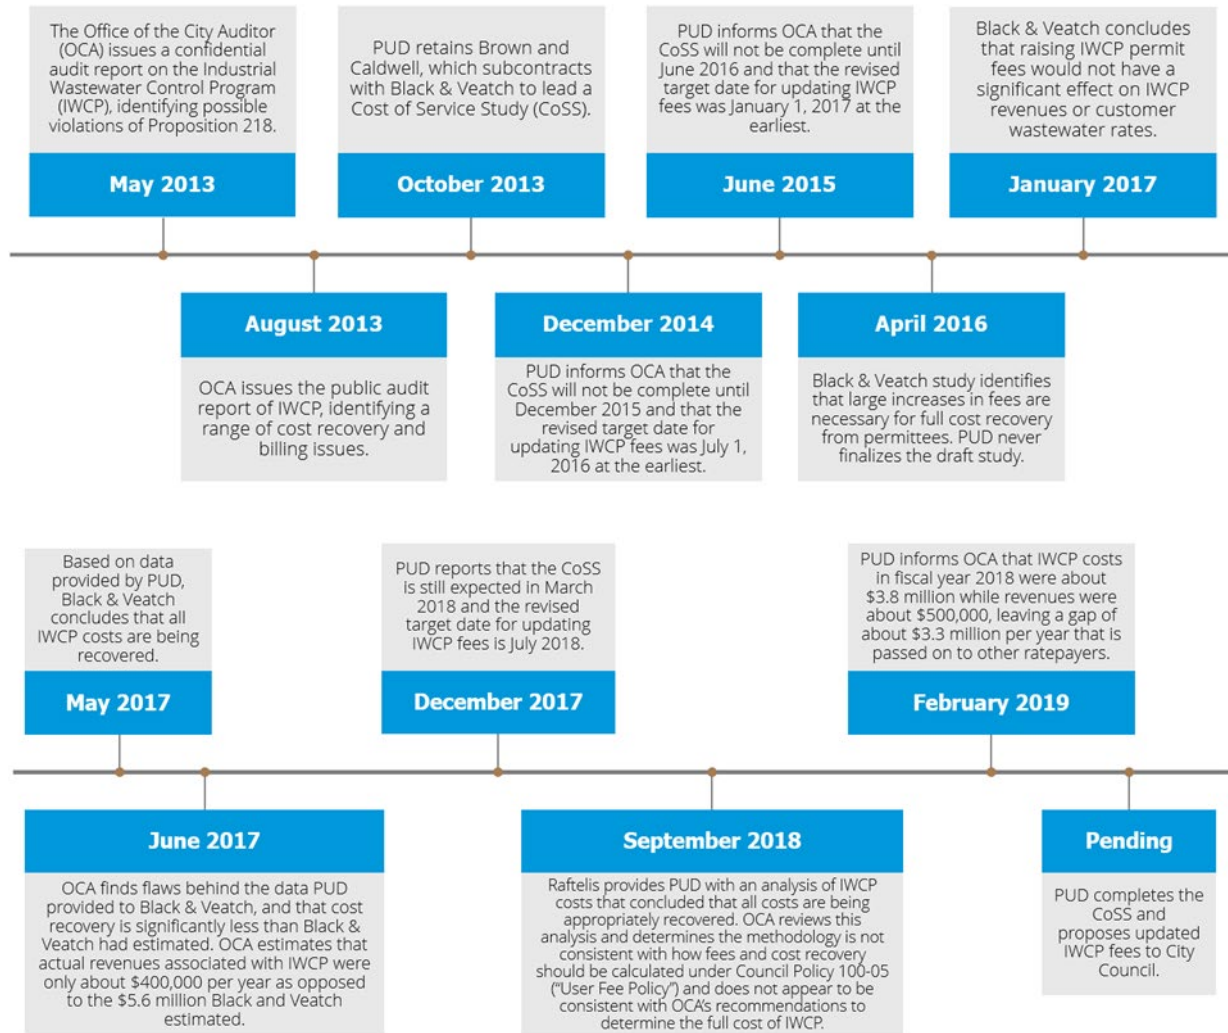 The Office of the City Auditor
(OCA) issues a confidential
audit report on the Industrial
Wastewater Control Program
(IWCP), identifying possible
violations of Proposition 218.
May 2013
August 2013
OCA issues the public audit
report of IWCP, identifying a
range of cost recovery and
billing issues.
PUD retains Brown and
Caldwell, which subcontracts
with Black & Veatch to lead a
Cost of Service Study (CoSS).
October 2013
December 2014
PUD informs OCA that the
CoSS will not be complete until
December 2015 and that the
revised target date for
updating IWCP fees was July 1,
2016 at the earliest.
PUD informs OCA that the
CoSS will not be complete until
June 2016 and that the revised
target date for updating IWCP
fees was January 1, 2017 at the
earliest.
June 2015
April 2016
Black & Veatch study identifies
that large increases in fees are
necessary for full cost recovery
from permittees. PUD never
finalizes the draft study.
Black & Veatch concludes
that raising IWCP permit
fees would not have a
significant effect on IWCP
revenues or customer
wastewater rates.
January 2017
Based on data
provided by PUD,
Black & Veatch
concludes that all
IWCP costs are being
recovered.
May 2017
June 2017
OCA finds flaws behind the data PUD
provided to Black & Veatch, and that cost
recovery is significantly less than Black &
Veatch had estimated. OCA estimates that
actual revenues associated with IWCP were
only about $400,000 per year as opposed
to the $5.6 million Black and Veatch
estimated.
PUD reports that the CoSS
is still expected in March
2018 and the revised
target date for updating
IWCP fees is July 2018.
December 2017
September 2018
Raftelis provides PUD with an analysis of IWCP
costs that concluded that all costs are being
appropriately recovered. OCA reviews this
analysis and determines the methodology is not
consistent with how fees and cost recovery
should be calculated under Council Policy 100-05
("User Fee Policy") and does not appear to be
consistent with OCA's recommendations to
determine the full cost of IWCP.
PUD informs OCA that IWCP costs
in fiscal year 2018 were about
$3.8 million while revenues were
about $500,000, leaving a gap of
about $3.3 million per year that is
passed on to other ratepayers.
February 2019
Pending
PUD completes the
CoSS and
proposes updated
IWCP fees to City
Council.